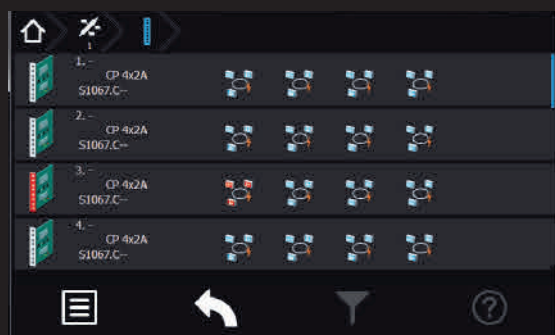 1
1. -
CP 4x2A
S1067.C--
2. -
CP 4x2A
S1067.C--
3. -
CP 4x2A
S1067.C--
4. -
CP 4x2A
S1067.C--
?